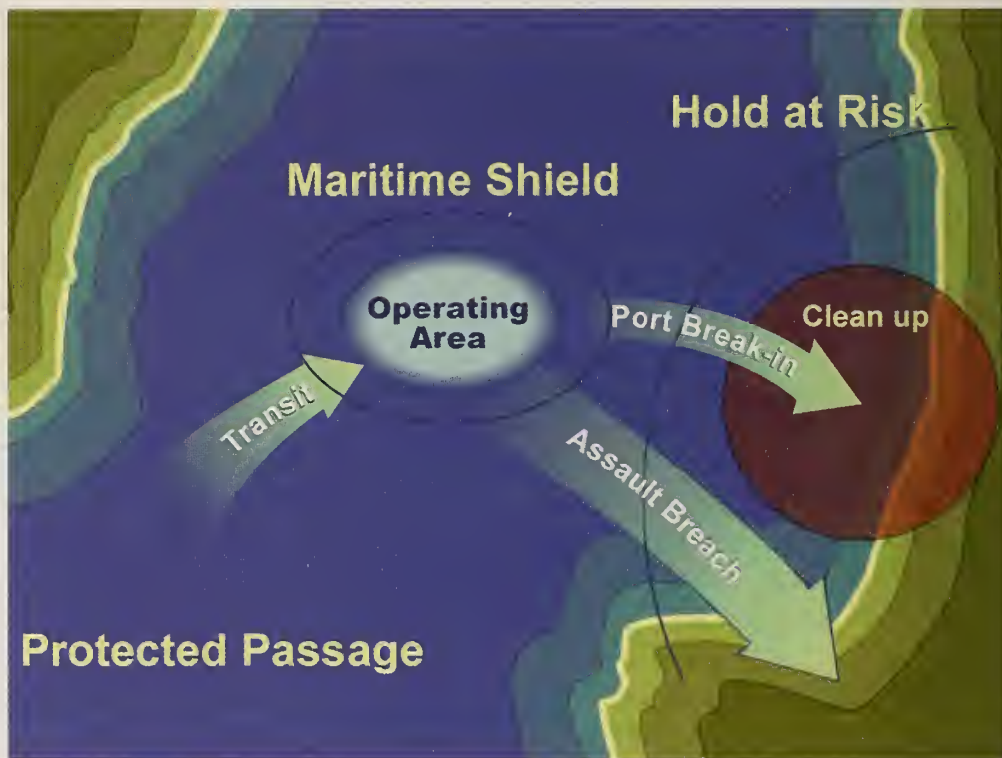 Hold at Risk
Maritime Shield
Operating
Area
Port Break-in
Clean up
Transit
Assault Breach
Protected Passage